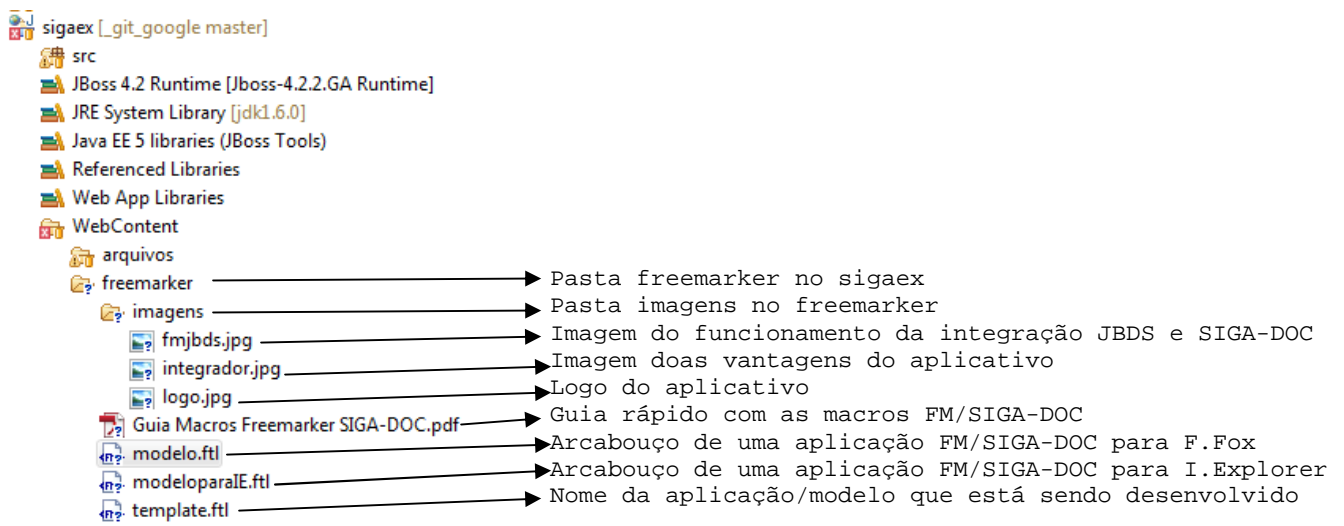 sigaex [_git_google master]
src
JBoss 4.2 Runtime [Jboss-4.2.2.GA Runtime]
JRE System Library [jdk1.6.0]
Java EE 5 libraries (JBoss Tools)
Referenced Libraries
Web App Libraries
WebContent
arquivos
freemarker Pasta freemarker no sigaex
imagens Pasta imagens no freemarker
fmjbds.jpg Imagem do funcionamento da integração JBDS e SIGA-DOC
integrador.jpg Imagem doas vantagens do aplicativo
logo.jpg Logo do aplicativo
Guia Macros Freemarker SIGA-DOC.pdf Guia rápido com as macros FM/SIGA-DOC
modelo.ftl Arcabouço de uma aplicação FM/SIGA-DOC para F.Fox
modeloparaIE.ftl Arcabouço de uma aplicação FM/SIGA-DOC para I.Explorer
template.ftl Nome da aplicação/modelo que está sendo desenvolvido